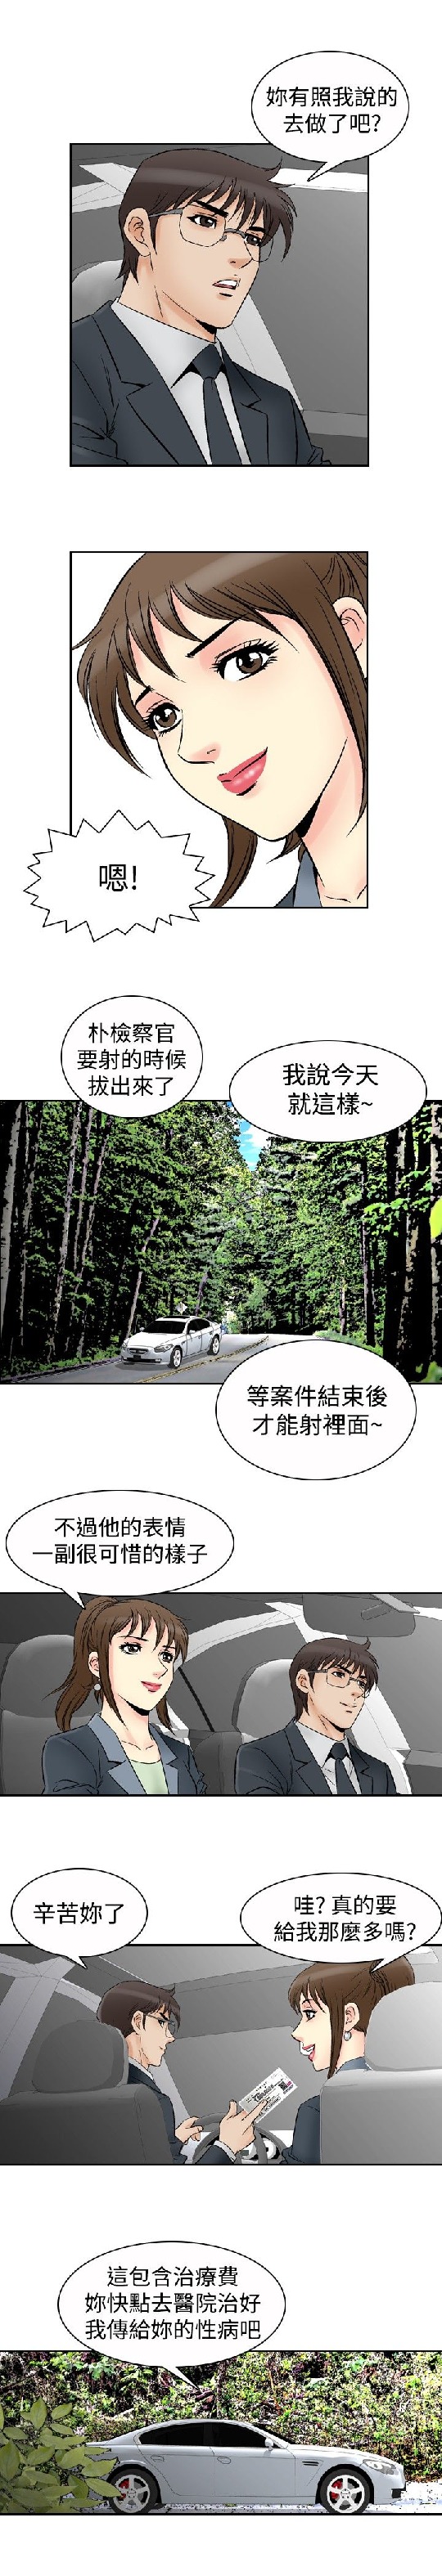 妳有照我說的
去做了吧?
嗯!
朴檢察官
要射的時候
拔出來了
我說今天
就這樣~
等案件結束後
才能射裡面~
不過他的表情
一副很可惜的樣子
辛苦妳了
哇? 真的要
給我那麼多嗎?
這包含治療費
妳快點去醫院治好
我傳給妳的性病吧